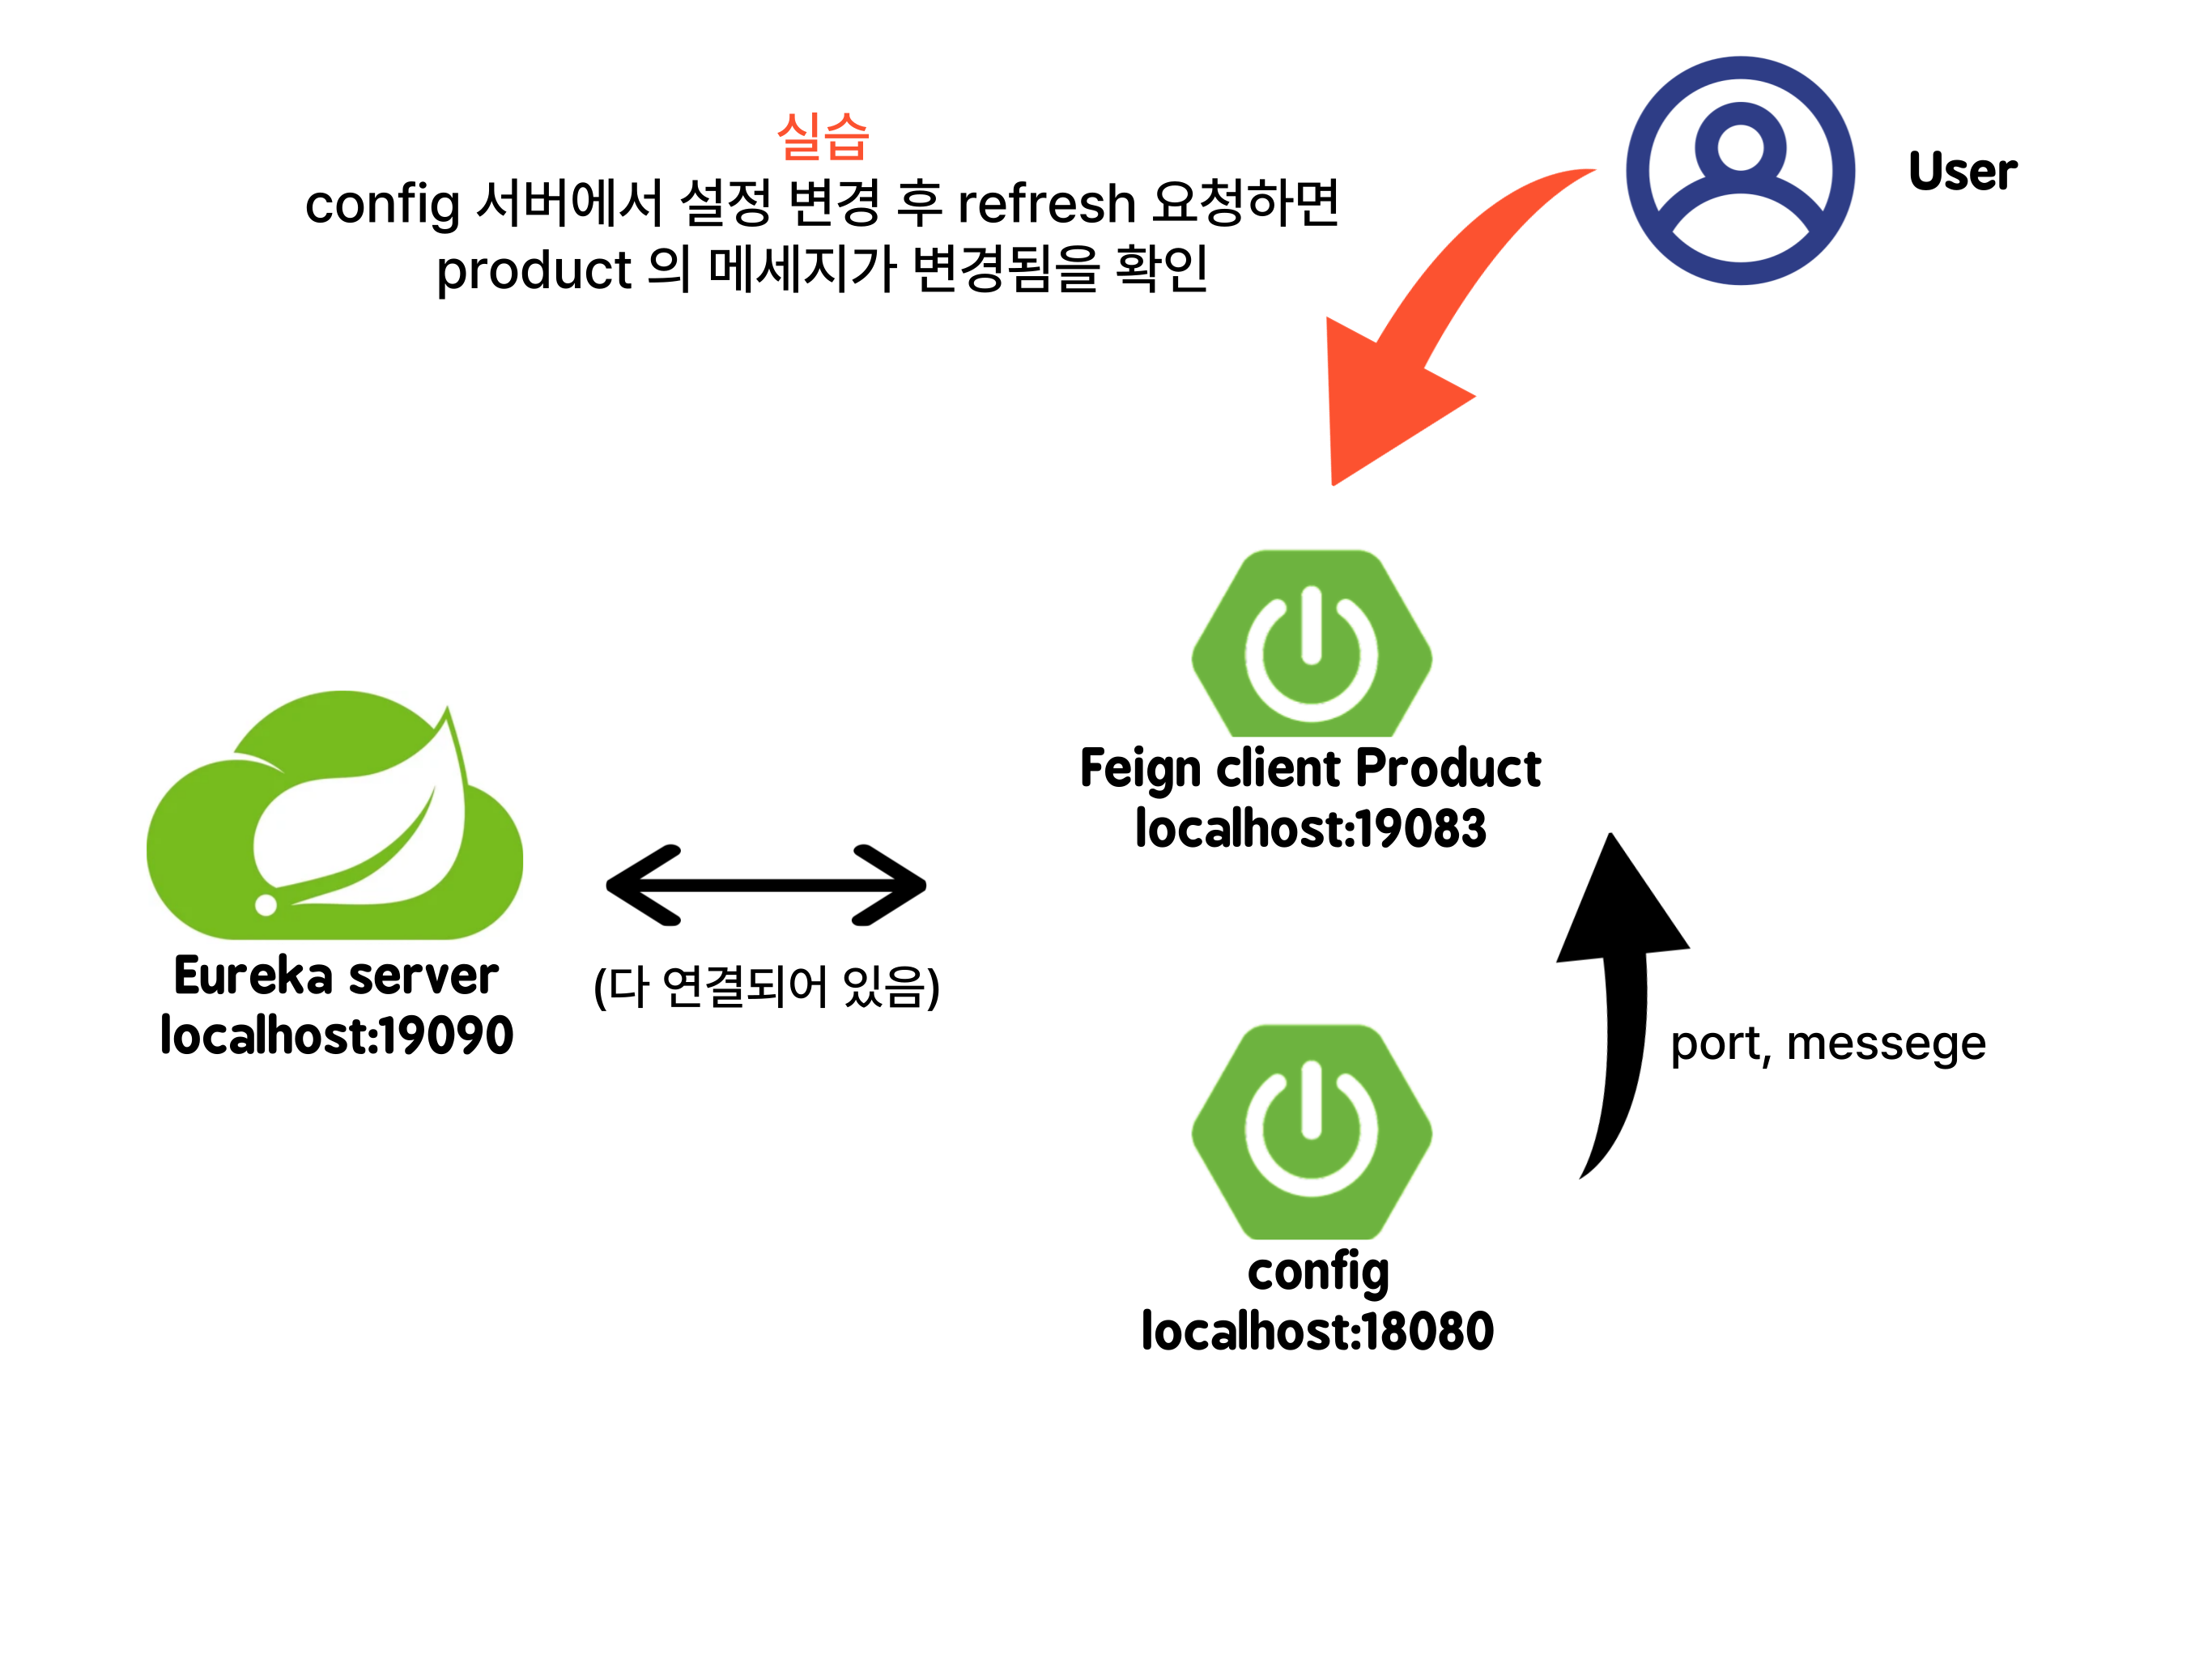 실습
config 서버에서 설정 변경 후 refresh 요청하면
product 의 메세지가 변경됨을 확인
User
Feign client Product
localhost:19083
Eureka server
localhost:19090
(다 연결되어 있음)
port, messege
config
localhost:18080